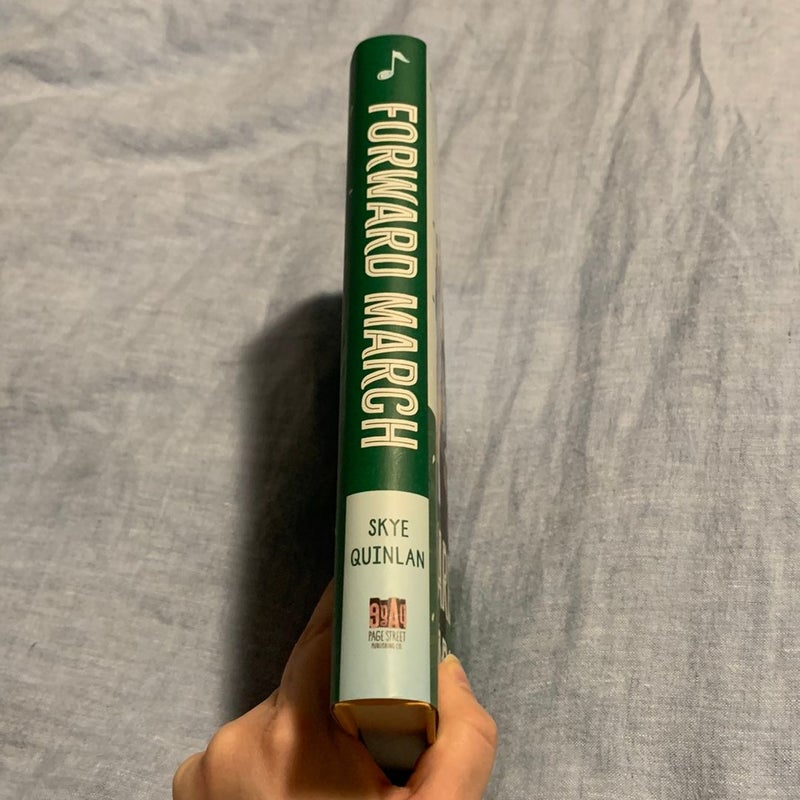 FORWARD MARCH
SKYE
QUINLAN
PAGE STREET
PUBLISHING CO.